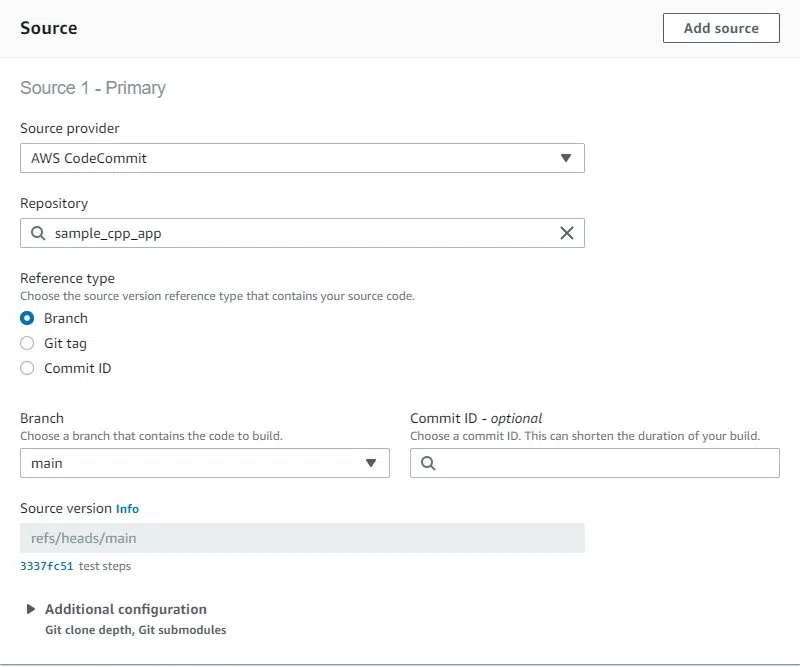 Source
Add source
Source 1 - Primary
Source provider
AWS CodeCommit
Repository
sample_cpp_app
Reference type
Choose the source version reference type that contains your source code.
Branch
Git tag
Commit ID
Branch
Choose a branch that contains the code to build.
main
Commit ID - optional
Choose a commit ID. This can shorten the duration of your build.
Source version Info
refs/heads/main
3337fc51 test steps
Additional configuration
Git clone depth, Git submodules